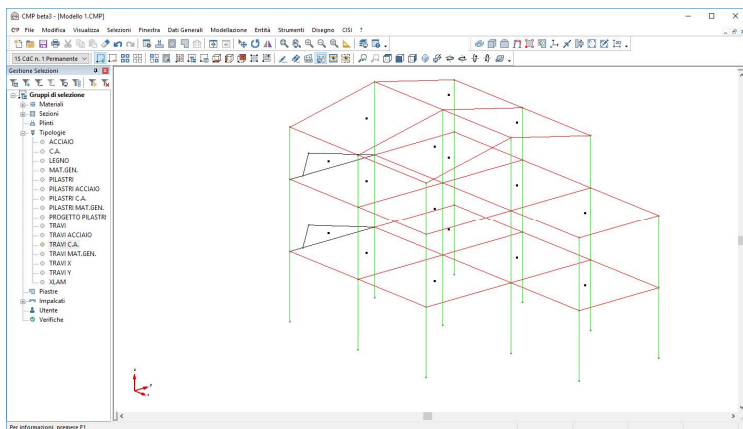 CMP beta3 - [Modello 1.CMP]
CMP File Modifica Visualizza Selezioni Finestra Dati Generali Modellazione Entità Strumenti Disegno CISI ?
15 CdC n. 1 Permanente
Gestione Selezioni
Gruppi di selezione
Materiali
Sezioni
Plinti
Tipologie
ACCIAIO
C.A.
LEGNO
MAT.GEN.
PILASTRI
PILASTRI ACCIAIO
PILASTRI C.A.
PILASTRI MAT.GEN.
PROGETTO PILASTRI
TRAVI
TRAVI ACCIAIO
TRAVI C.A.
TRAVI MAT.GEN.
TRAVI X
TRAVI Y
XLAM
Piastre
Impalcati
Utente
Verifiche
Per informazioni, premere F1